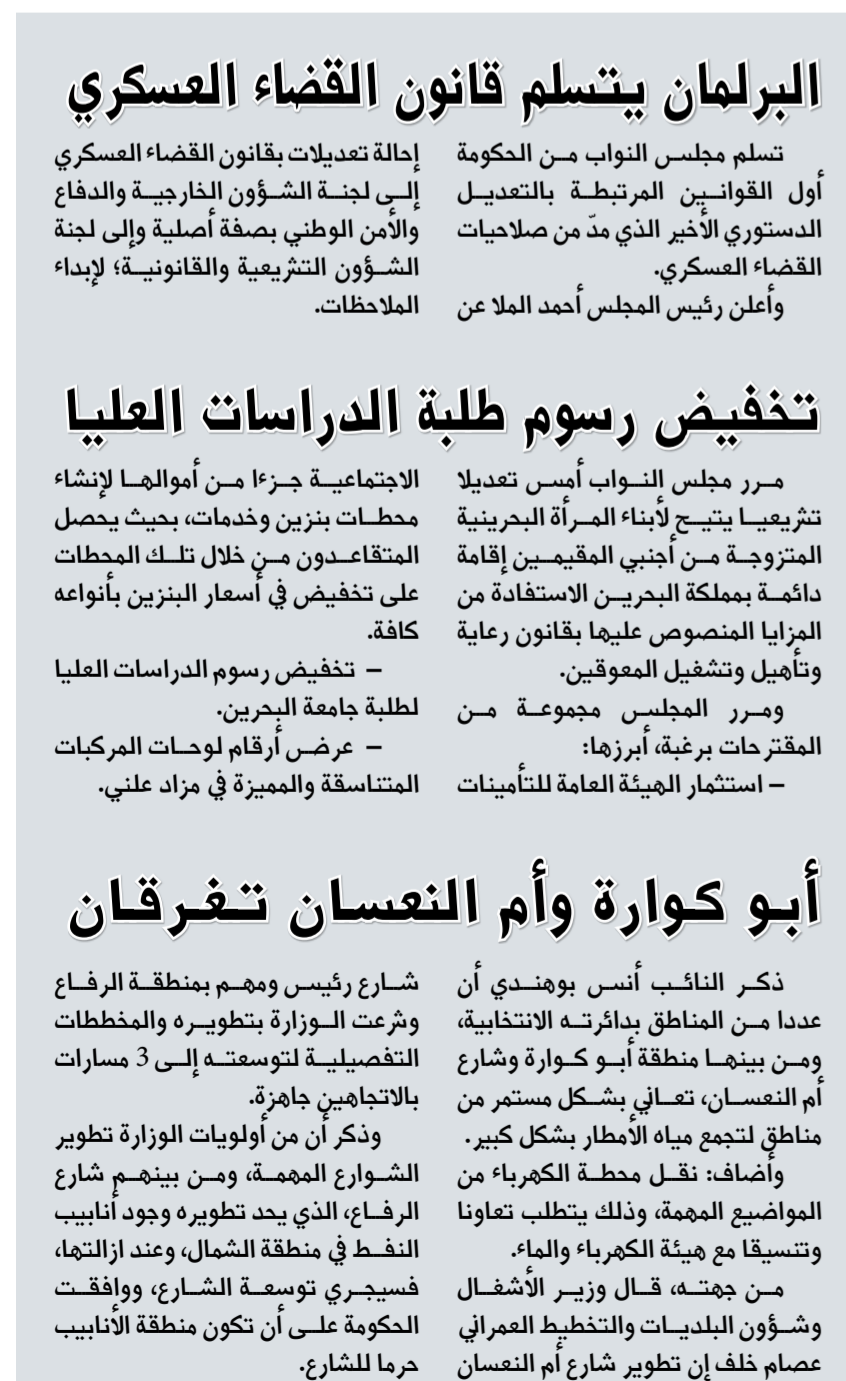 البرلمان يتسلم قانون القضاء العسكري
تسلم مجلس النواب من الحكومة
أول القوانين المرتبطة بالتعديل
الدستوري الأخير الذي مدّ من صلاحيات
القضاء العسكري.
وأعلن رئيس المجلس أحمد الملا عن
إحالة تعديلات بقانون القضاء العسكري
إلى لجنة الشؤون الخارجية والدفاع
والأمن الوطني بصفة أصلية وإلى لجنة
الشؤون التشريعية والقانونية؛ لإبداء
الملاحظات.
تخفيض رسوم طلبة الدراسات العليا
مرر مجلس النواب أمس تعديلا
تشريعيا يتيح لأبناء المرأة البحرينية
المتزوجة من أجنبي المقيمين إقامة
دائمة بمملكة البحرين الاستفادة من
المزايا المنصوص عليها بقانون رعاية
وتأهيل وتشغيل المعوقين.
ومرر المجلس مجموعة من
المقترحات برغبة، أبرزها:
– استثمار الهيئة العامة للتأمينات
الاجتماعية جزءا من أموالها لإنشاء
محطات بنزين وخدمات، بحيث يحصل
المتقاعدون من خلال تلك المحطات
على تخفيض في أسعار البنزين بأنواعه
كافة.
– تخفيض رسوم الدراسات العليا
لطلبة جامعة البحرين.
– عرض أرقام لوحات المركبات
المتناسقة والمميزة في مزاد علني.
أبو كوارة وأم النعسان تغرقان
ذكر النائب أنس بوهندي أن
عددا من المناطق بدائرته الانتخابية،
ومن بينها منطقة أبو كوارة وشارع
أم النعسان، تعاني بشكل مستمر من
مناطق لتجمع مياه الأمطار بشكل كبير.
وأضاف: نقل محطة الكهرباء من
المواضيع المهمة، وذلك يتطلب تعاونا
وتنسيقا مع هيئة الكهرباء والماء.
من جهته، قال وزير الأشغال
وشؤون البلديات والتخطيط العمراني
عصام خلف إن تطوير شارع أم النعسان
شارع رئيس ومهم بمنطقة الرفاع
وشرعت الوزارة بتطويره والمخططات
التفصيلية لتوسعته إلى 3 مسارات
بالاتجاهين جاهزة.
وذكر أن من أولويات الوزارة تطوير
الشوارع المهمة، ومن بينهم شارع
الرفاع، الذي يحد تطويره وجود أنابيب
النفط في منطقة الشمال، وعند ازالتها،
فسيجري توسعة الشارع، ووافقت
الحكومة على أن تكون منطقة الأنابيب
حرما للشارع.